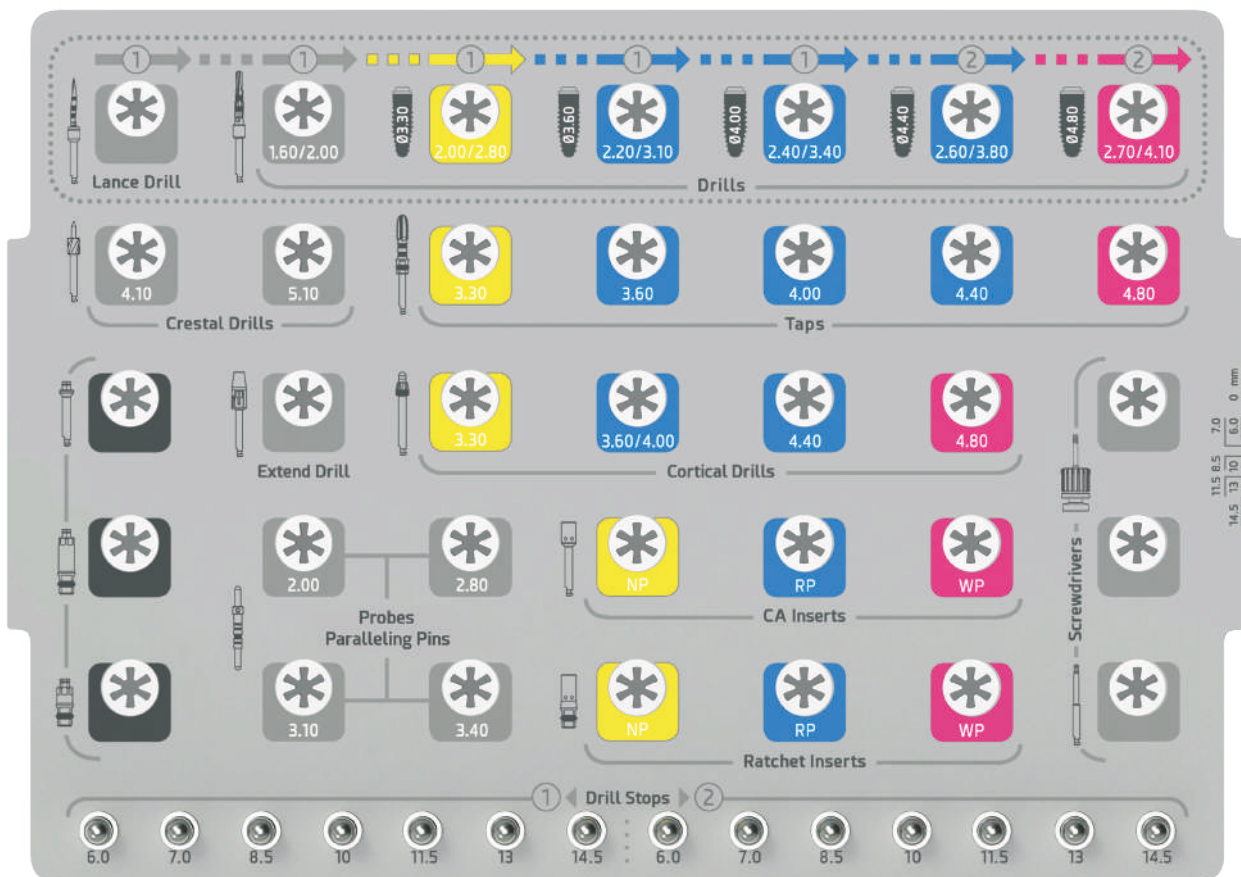 1 1 1 1 1 2 2
Ø3.30 Ø3.60 Ø4.00 Ø4.40 Ø4.80
1.60/2.00 2.00/2.80 2.20/3.10 2.40/3.40 2.60/3.80 2.70/4.10
Lance Drill Drills
4.10 5.10 3.30 3.60 4.00 4.40 4.80
Crestal Drills Taps
3.30 3.60/4.00 4.40 4.80
Extend Drill Cortical Drills
2.00 2.80 NP RP WP
Probes
Paralleling Pins
CA Inserts
3.10 3.40 NP RP WP
Ratchet Inserts
Screwdrivers
7.0 6.0 0 mm
11.5 8.5 10
14.5 13
1 Drill Stops 2
6.0 7.0 8.5 10 11.5 13 14.5 6.0 7.0 8.5 10 11.5 13 14.5